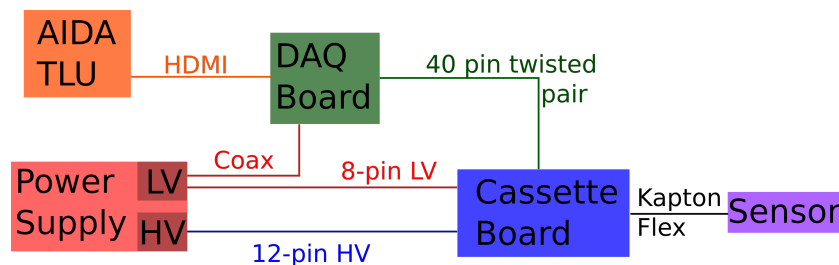 AIDA
TLU
HDMI
DAQ
Board
40 pin twisted
pair
Coax
8-pin LV
Power
Supply
LV
HV
12-pin HV
Cassette
Board
Kapton
Flex
Sensor